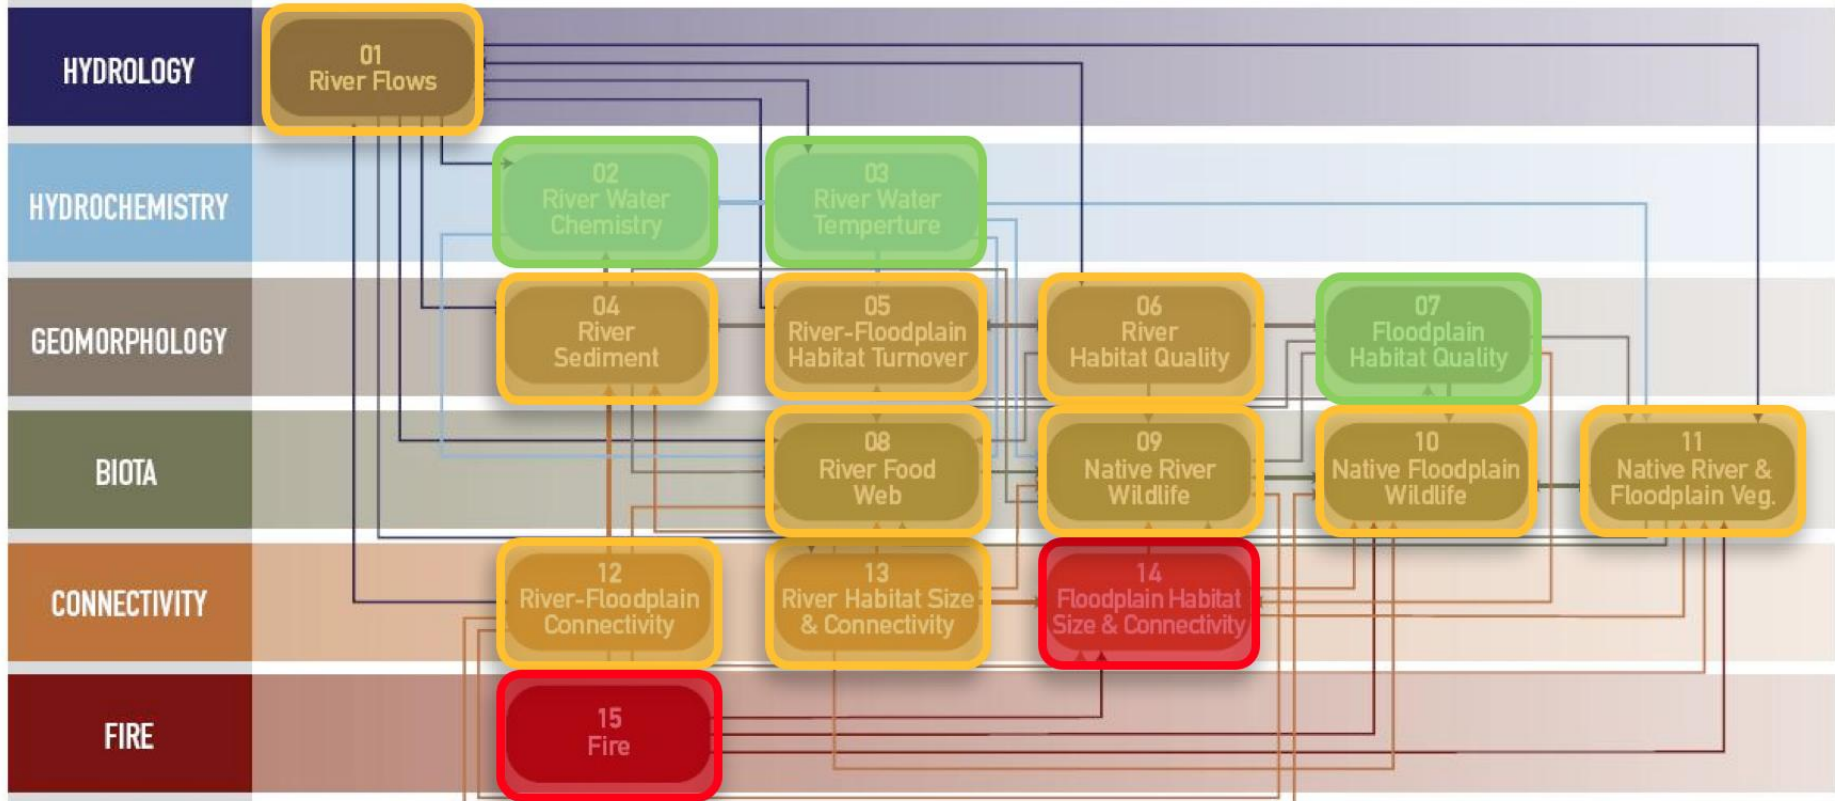 HYDROLOGY
01
River Flows
HYDROCHEMISTRY
02
River Water
Chemistry
03
River Water
Temperture
GEOMORPHOLOGY
04
River
Sediment
05
River-Floodplain
Habitat Turnover
06
River
Habitat Quality
07
Floodplain
Habitat Quality
BIOTA
08
River Food
Web
09
Native River
Wildlife
10
Native Floodplain
Wildlife
11
Native River &
Floodplain Veg.
CONNECTIVITY
12
River-Floodplain
Connectivity
13
River Habitat Size
& Connectivity
14
Floodplain Habitat
Size & Connectivity
FIRE
15
Fire